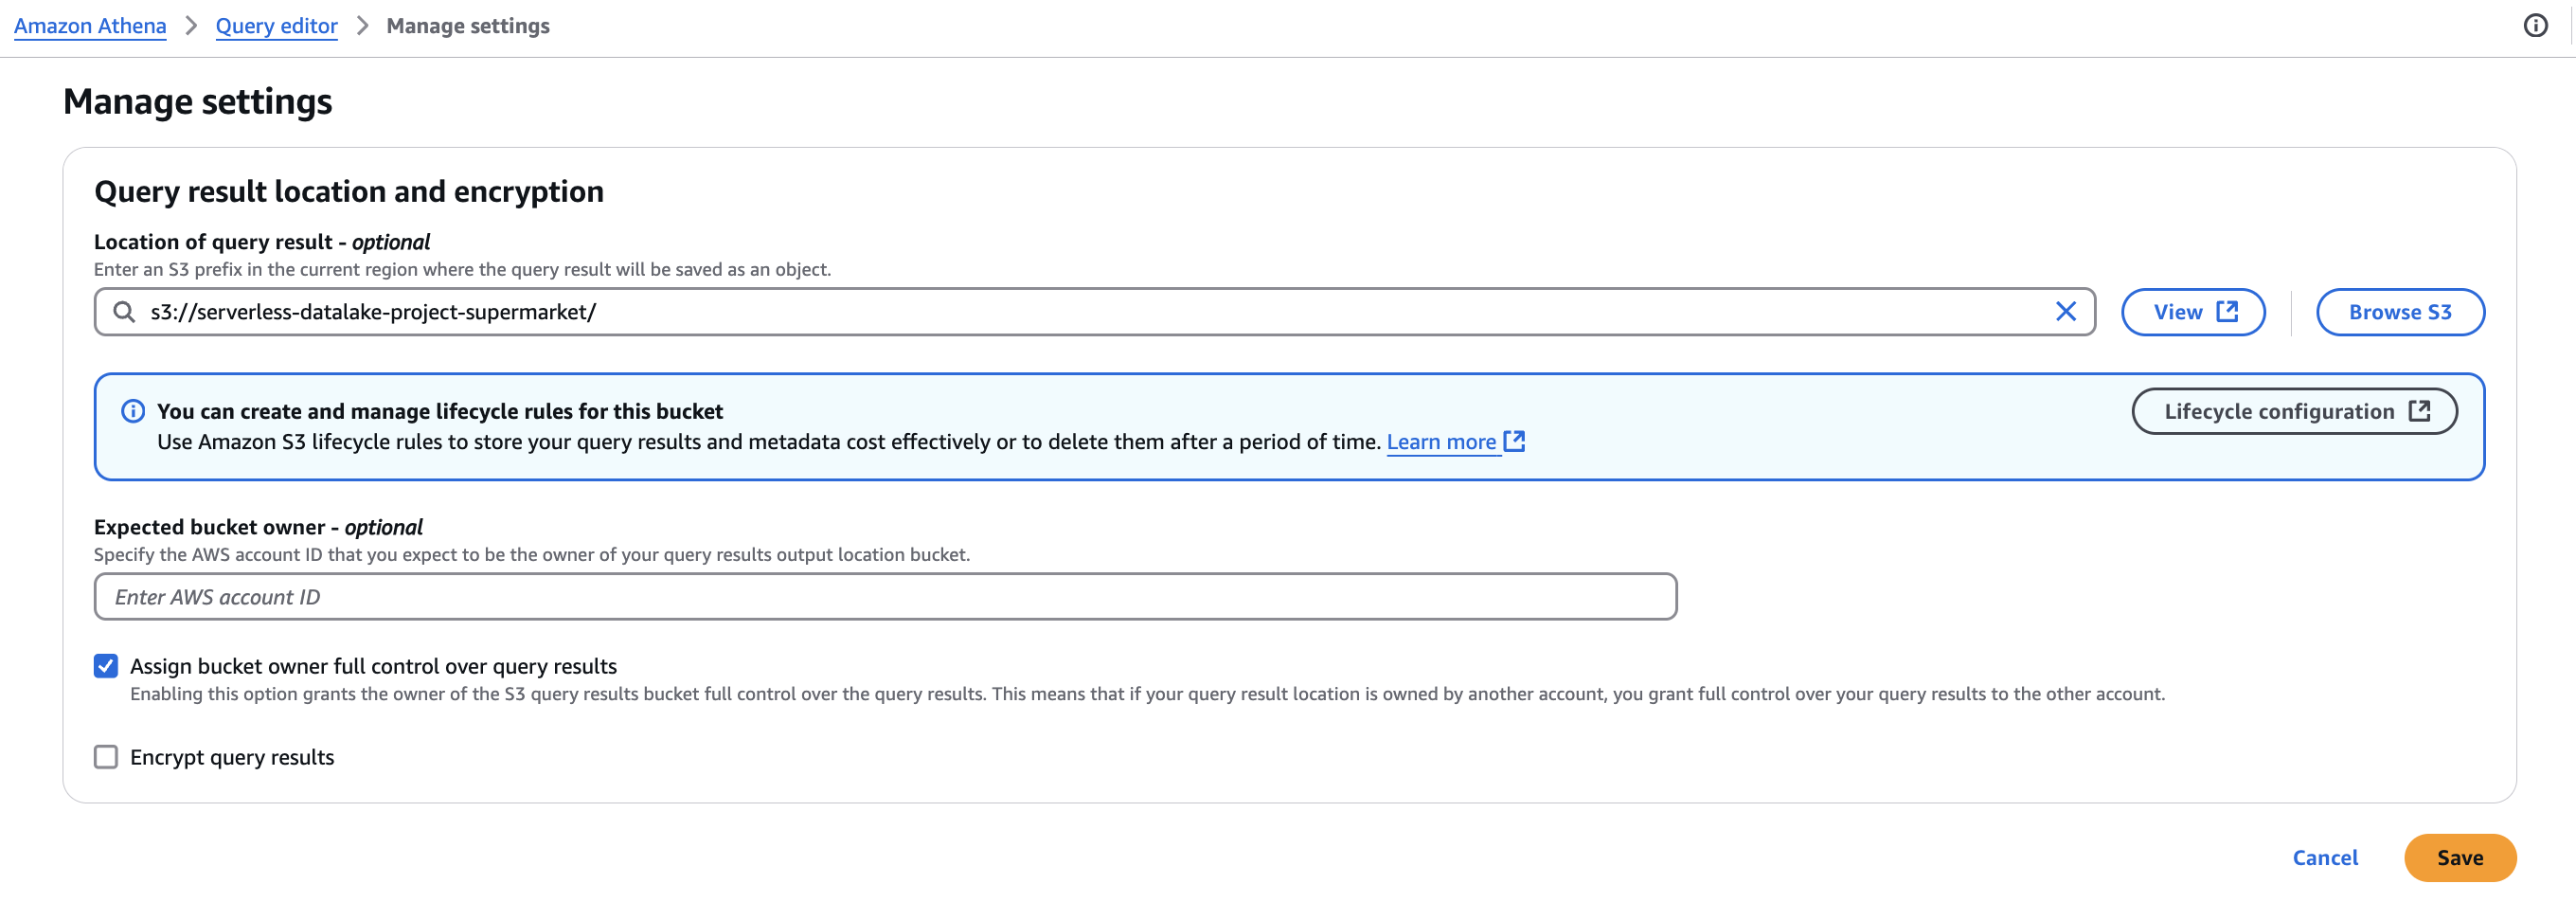 Amazon Athena > Query editor > Manage settings
Manage settings
Query result location and encryption
Location of query result - optional
Enter an S3 prefix in the current region where the query result will be saved as an object.
s3://serverless-datalake-project-supermarket/
View
Browse S3
You can create and manage lifecycle rules for this bucket
Lifecycle configuration
Use Amazon S3 lifecycle rules to store your query results and metadata cost effectively or to delete them after a period of time. Learn more
Expected bucket owner - optional
Specify the AWS account ID that you expect to be the owner of your query results output location bucket.
Enter AWS account ID
Assign bucket owner full control over query results
Enabling this option grants the owner of the S3 query results bucket full control over the query results. This means that if your query result location is owned by another account, you grant full control over your query results to the other account.
Encrypt query results
Cancel
Save